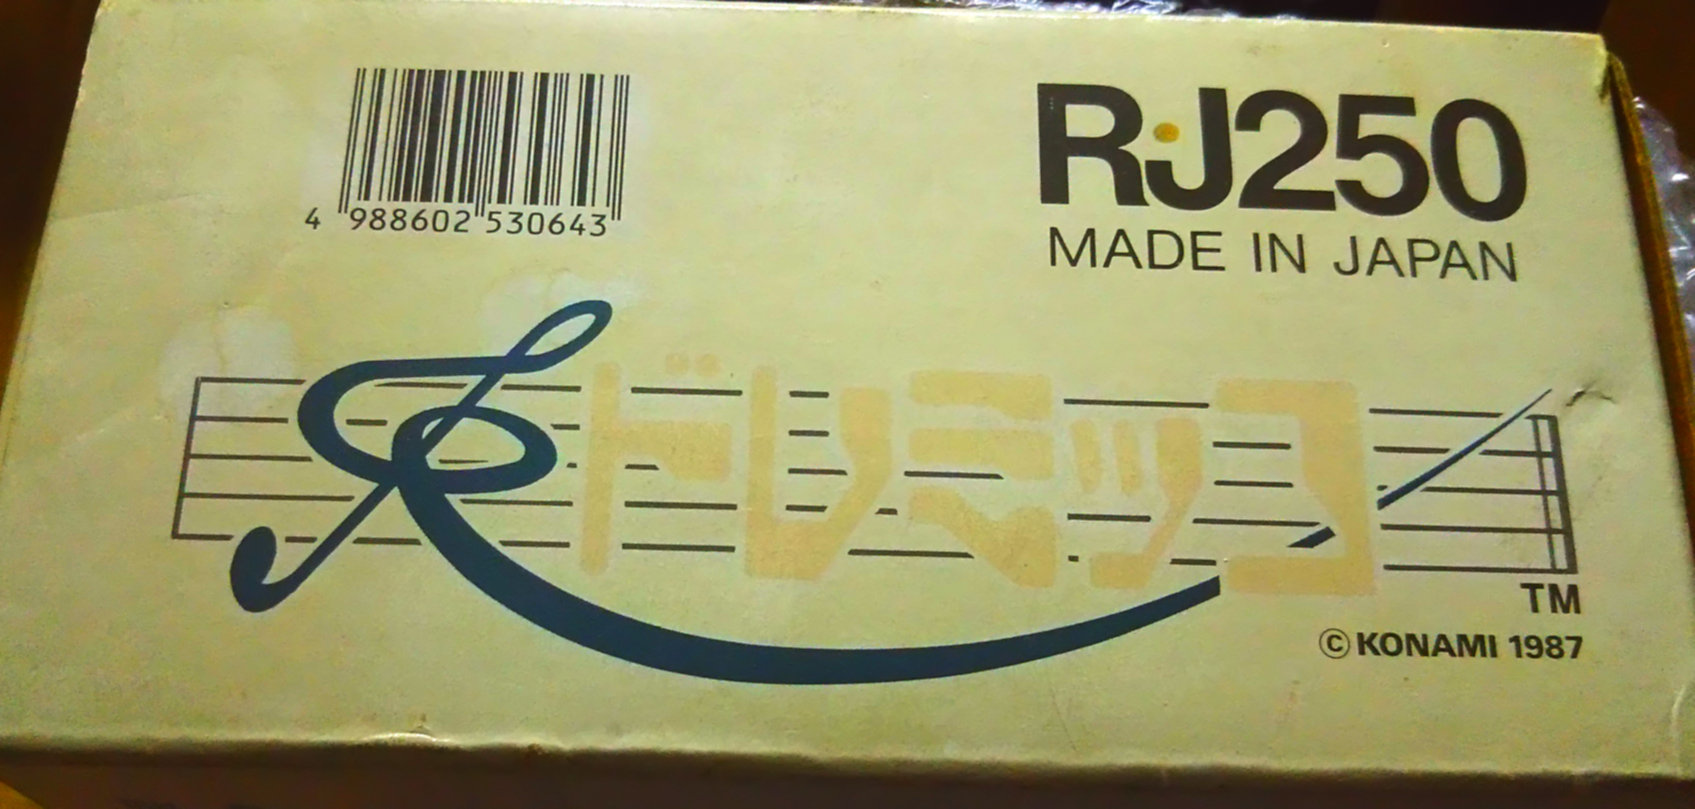 RJ250
MADE IN JAPAN
4 988602 530643
ドレミッコ
TM
©KONAMI 1987